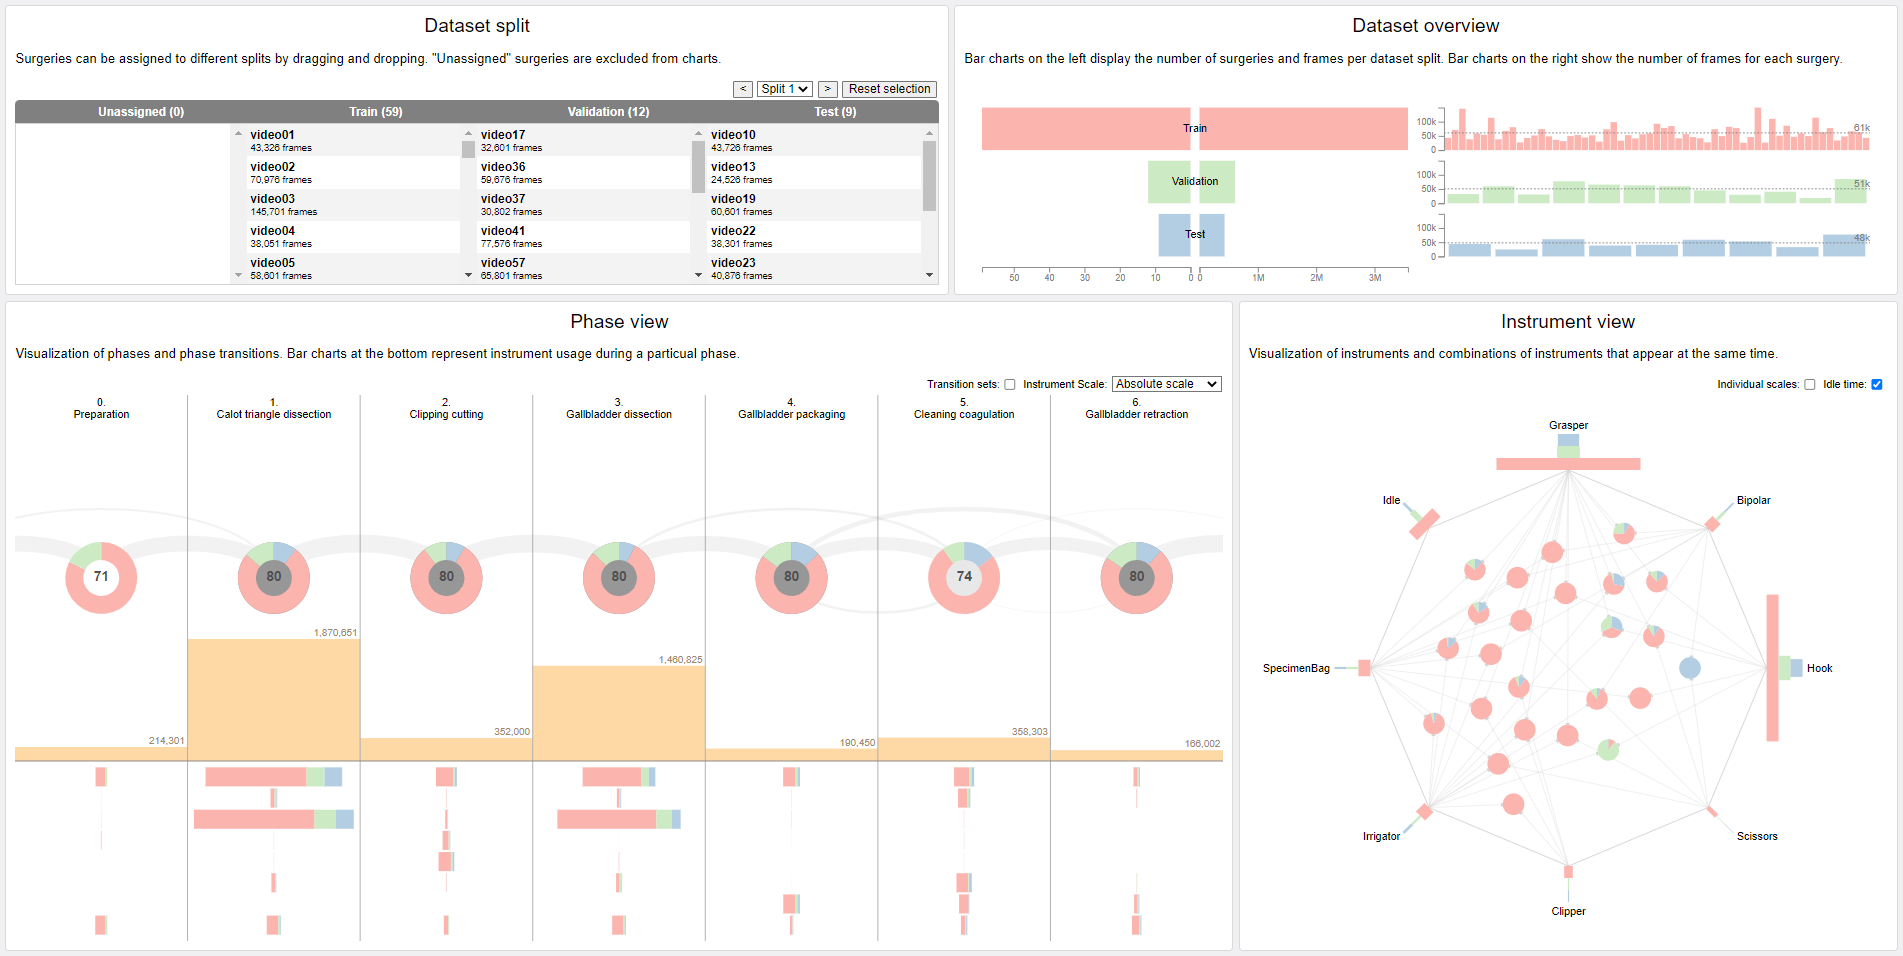 Dataset split
Surgeries can be assigned to different splits by dragging and dropping. "Unassigned" surgeries are excluded from charts.
< Split 1 > Reset selection
Unassigned (0) Train (59) Validation (12) Test (9)
video01 video17 video10
43,326 frames 32,601 frames 43,726 frames
video02 video36 video13
70,976 frames 59,676 frames 24,526 frames
video03 video37 video19
145,701 frames 30,802 frames 60,601 frames
video04 video41 video22
38,051 frames 77,576 frames 38,301 frames
video05 video57 video23
58,601 frames 65,801 frames 40,876 frames
Dataset overview
Bar charts on the left display the number of surgeries and frames per dataset split. Bar charts on the right show the number of frames for each surgery.
Train
Validation
Test
50 40 30 20 10 0 0 1M 2M 3M
100k
50k
0
61k
100k
50k
0
51k
100k
50k
0
48k
Phase view
Visualization of phases and phase transitions. Bar charts at the bottom represent instrument usage during a particual phase.
Transition sets: Instrument Scale: Absolute scale
0. 1. 2. 3. 4. 5. 6.
Preparation Calot triangle dissection Clipping cutting Gallbladder dissection Gallbladder packaging Cleaning coagulation Gallbladder retraction
71 80 80 80 80 74 80
214,301 1,870,651 352,000 1,460,825 190,450 358,303 166,002
Instrument view
Visualization of instruments and combinations of instruments that appear at the same time.
Individual scales: Idle time:
Grasper
Idle
Bipolar
SpecimenBag
Hook
Irrigator
Scissors
Clipper